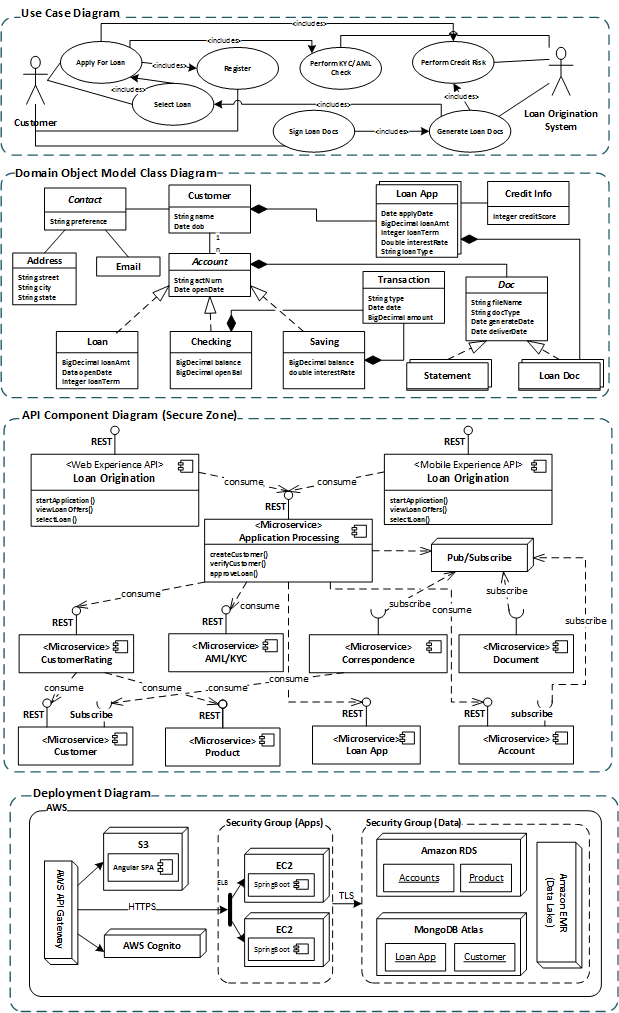 Use Case Diagram
<includes>
<includes>
Apply For Loan
<includes>
Register
Perform KYC/AML
Check
Perform Credit Risk
<includes>
Select Loan
<includes>
<includes>
Customer
Loan Origination
System
Sign Loan Docs
<includes>
Generate Loan Docs
Domain Object Model Class Diagram
Contact
String preference
Customer
String name
Date dob
Loan App
Date applyDate
BigDecimal loanAmt
Integer loanTerm
Double interestRate
String loanType
Credit Info
Integer creditScore
Address
String street
String city
String state
Email
1
n
Account
String actNum
Date openDate
Transaction
String type
Date date
BigDecimal amount
Doc
String fileName
String docType
Date generateDate
Date deliverDate
Loan
BigDecimal loanAmt
Data openDate
Integer loanTerm
Checking
BigDecimal balance
BigDecimal openBal
Saving
BigDecimal balance
double interestRate
Statement
Loan Doc
API Component Diagram (Secure Zone)
REST
REST
<Web Experience API>
Loan Origination
startApplication()
viewLoanOffers()
selectLoan()
consume
consume
<Mobile Experience API>
Loan Origination
startApplication()
viewLoanOffers()
selectLoan()
REST
<Microservice>
Application Processing
createCustomer()
verifyCustomer()
approveLoan()
Pub/Subscribe
consume
consume
subscribe
consume
subscribe
REST
REST
<Microservice>
CustomerRating
<Microservice>
AML/KYC
<Microservice>
Correspondence
<Microservice>
Document
consume
consume
consume
REST
Subscribe
REST
REST
REST
subscribe
<Microservice>
Customer
<Microservice>
Product
<Microservice>
Loan App
<Microservice>
Account
Deployment Diagram
AWS
Security Group (Apps)
Security Group (Data)
AWS API Gateway
S3
Angular SPA
HTTPS
AWS Cognito
ELB
EC2
SpringBoot
EC2
SpringBoot
TLS
Amazon RDS
Accounts
Product
MongoDB Atlas
Loan App
Customer
Amazon EMR
(Data Lake)